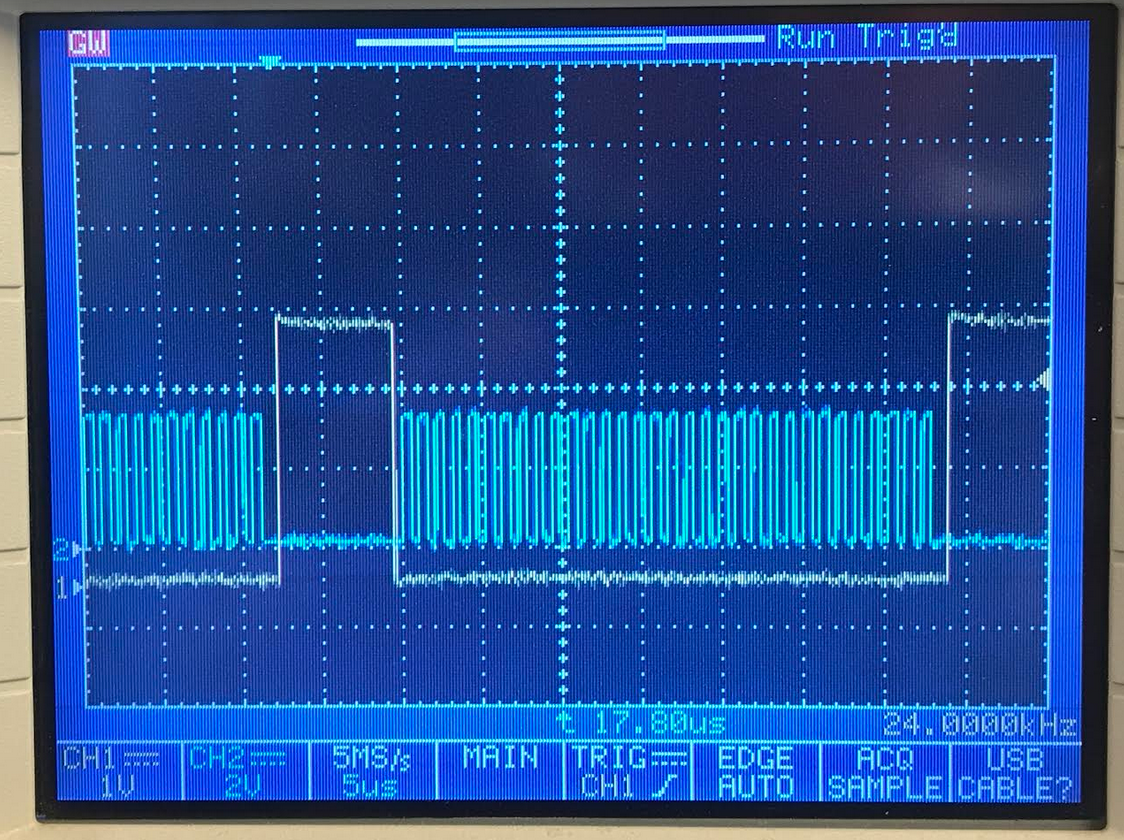 GW Run Trig'd
2
1
t 17.80us 24.0000kHz
CH1 CH2 5MS/s MAIN TRIG EDGE ACQ USB
1V 2V 5us CH1 AUTO SAMPLE CABLE?